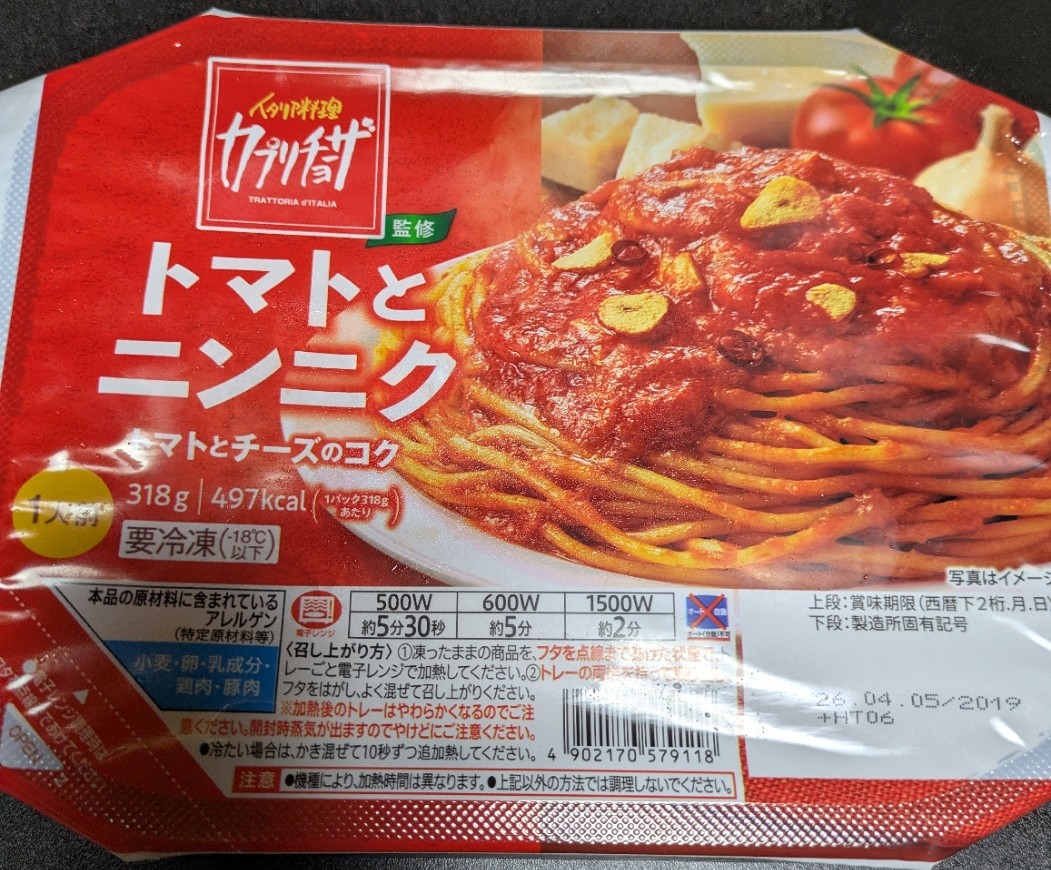 イタリア料理
カプリチョーザ
TRATTORIA d'ITALIA
監修
トマトと
ニンニク
トマトとチーズのコク
1人前
318g 497kcal (1パック318gあたり)
要冷凍(-18℃以下)
写真はイメージ
本品の原材料に含まれている
アレルゲン
(特定原材料等)
小麦・卵・乳成分・
鶏肉・豚肉
電子レンジ
500W 600W 1500W
約5分30秒 約5分 約2分
オート 自動
オート(自動)不可
〈召し上がり方〉①凍ったままの商品を、フタを点線まであけた状態で、ト
レーごと電子レンジで加熱してください。②トレーの両端を持って
フタをはがし、よく混ぜて召し上がりください。
※加熱後のトレーはやわらかくなるのでご注
意ください。開封時蒸気が出ますのでやけどにご注意ください。
●冷たい場合は、かき混ぜて10秒ずつ追加熱してください。
4 902170 579118
注意 ●機種により、加熱時間は異なります。●上記以外の方法では調理しないでください。
上段:賞味期限(西暦下2桁.月.日)
下段:製造所固有記号
26.04.05/2019
+HT06
OPEN